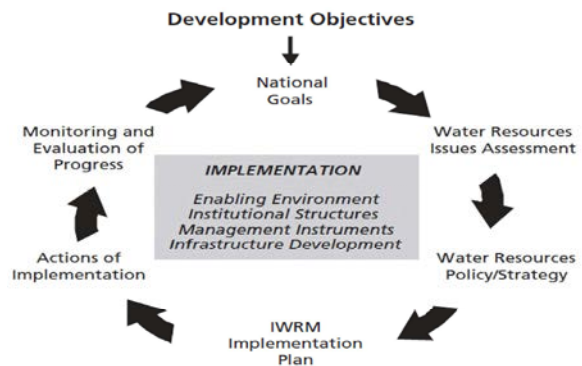 Development Objectives
National
Goals
Water Resources
Issues Assessment
Water Resources
Policy/Strategy
IWRM
Implementation
Plan
Actions of
Implementation
Monitoring and
Evaluation of
Progress
IMPLEMENTATION
Enabling Environment
Institutional Structures
Management Instruments
Infrastructure Development